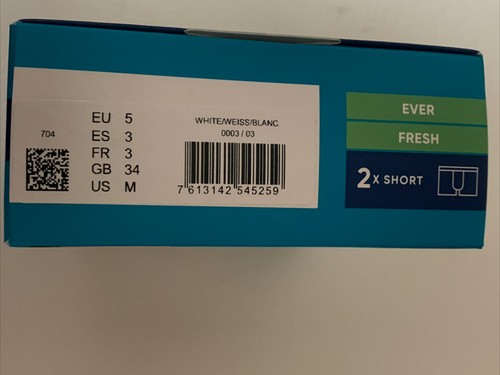 704
EU 5
ES 3
FR 3
GB 34
US M
WHITE/WEISS/BLANC
0003 / 03
7 613142 545259
EVER
FRESH
2 X SHORT